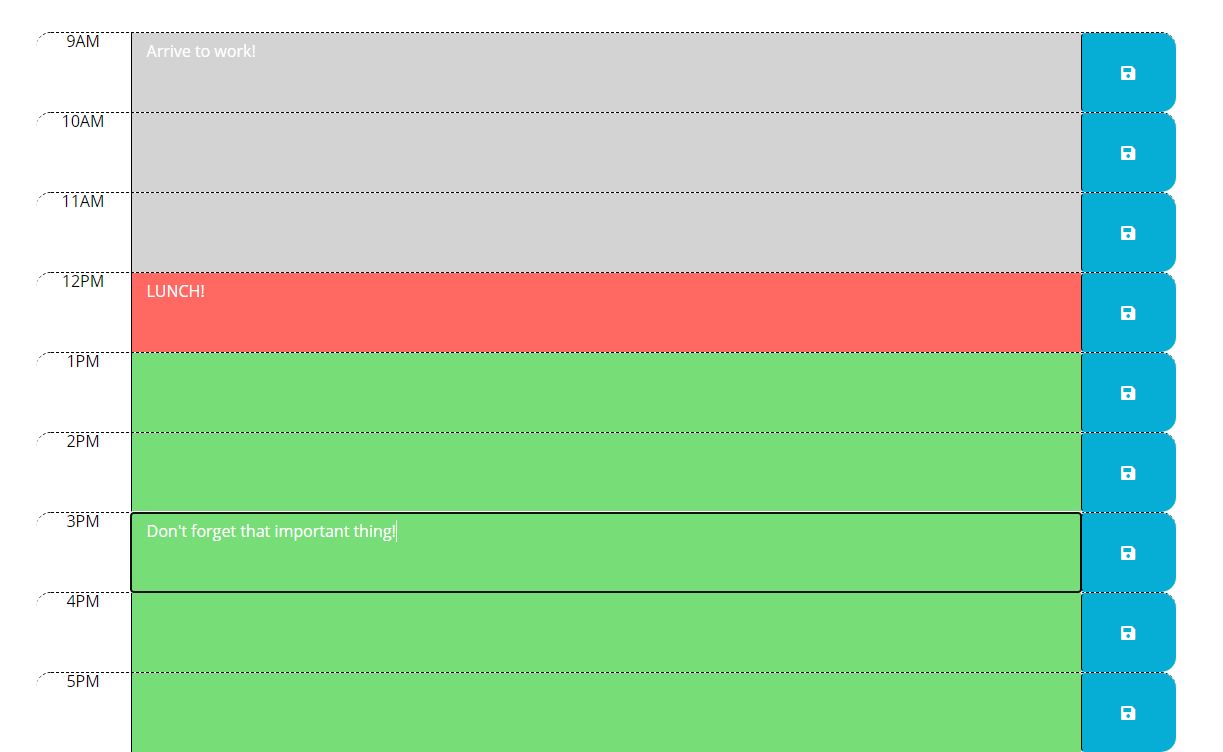 9AM
Arrive to work!
10AM
11AM
12PM
LUNCH!
1PM
2PM
3PM
Don't forget that important thing!
4PM
5PM